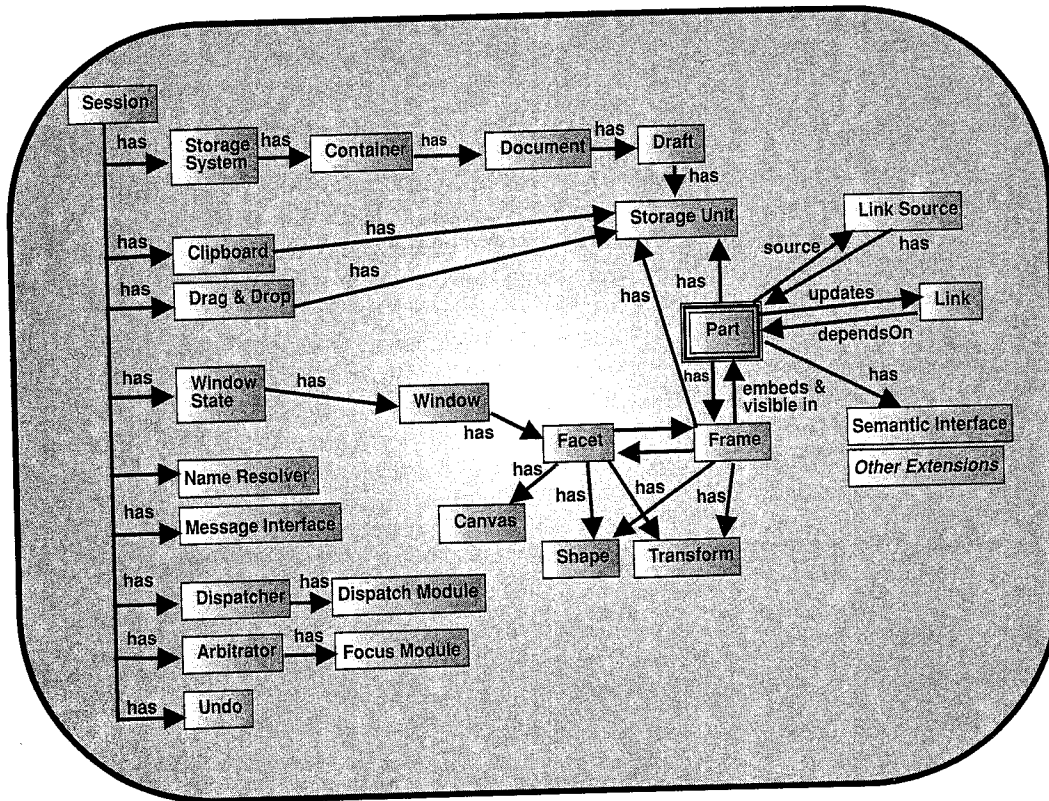 Session
has
Storage
System
has
Container
has
Document
has
Draft
has
Storage Unit
has
Clipboard
has
has
Drag & Drop
has
has
has
source
Link Source
has
updates
Link
dependsOn
Part
has
embeds &
visible in
has
Semantic Interface
Other Extensions
has
Window
State
has
Window
has
Facet
Frame
has
has
has
has
Canvas
Shape
Transform
has
Name Resolver
has
Message Interface
has
Dispatcher
has
Dispatch Module
has
Arbitrator
has
Focus Module
has
Undo